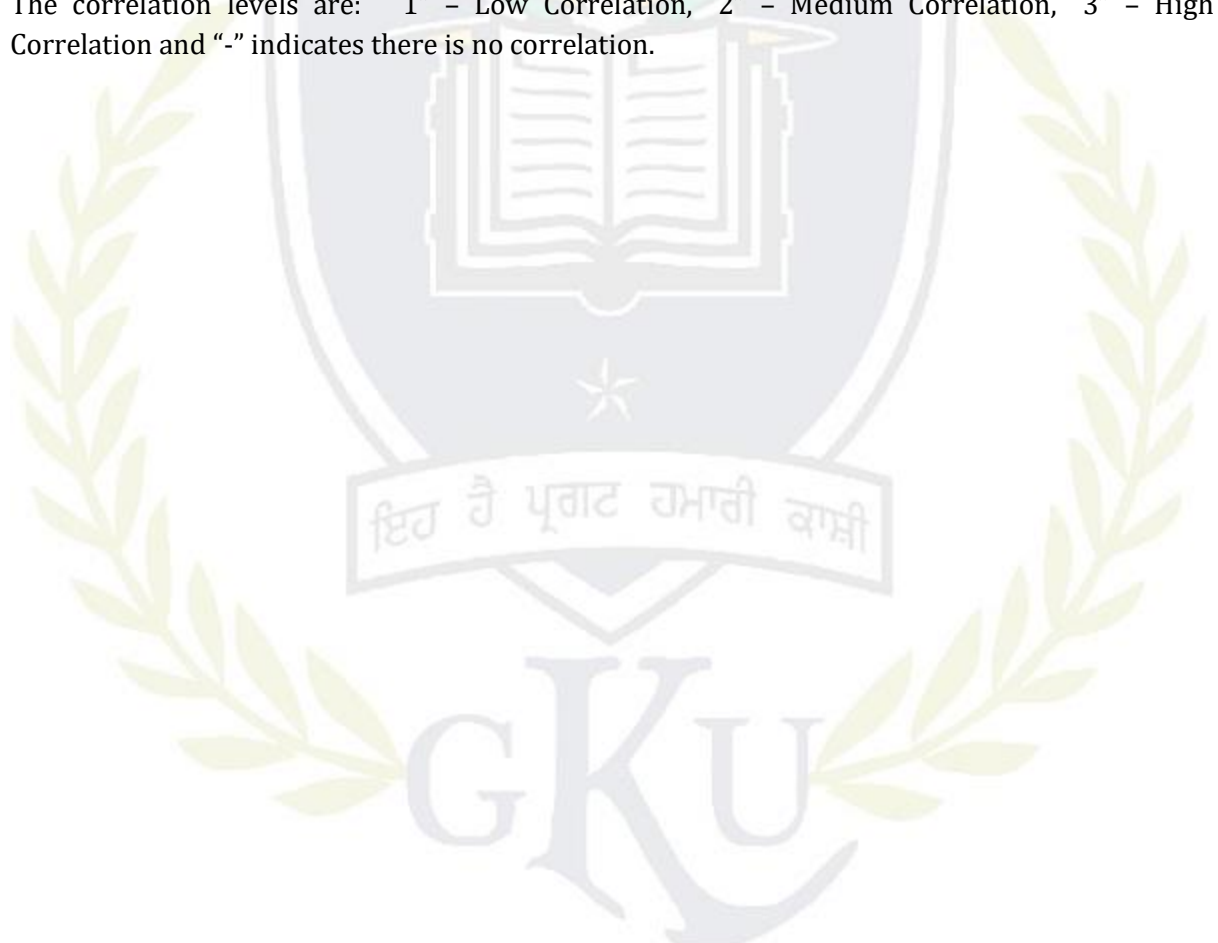 The correlation levels are: "1" – Low Correlation, "2" – Medium Correlation, "3" – High
Correlation and “-” indicates there is no correlation.
ਇਹ ਹੈ ਪ੍ਰਗਟ ਹਮਾਰੀ ਕਾਸ਼ੀ
GKU